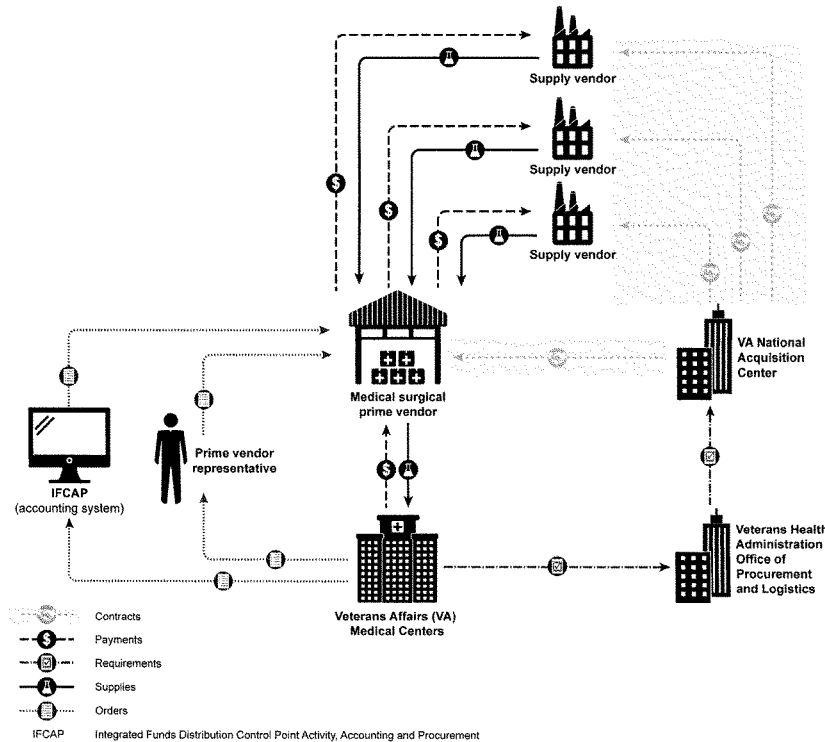 Supply vendor
Supply vendor
Supply vendor
VA National
Acquisition
Center
Medical surgical
prime vendor
Prime vendor
representative
IFCAP
(accounting system)
Veterans Affairs (VA)
Medical Centers
Veterans Healt
Administration
Office of
Procurement
and Logistics
Contracts
Payments
Requirements
Supplies
Orders
IFCAP Integrated Funds Distribution Control Point Activity, Accounting and Procurement